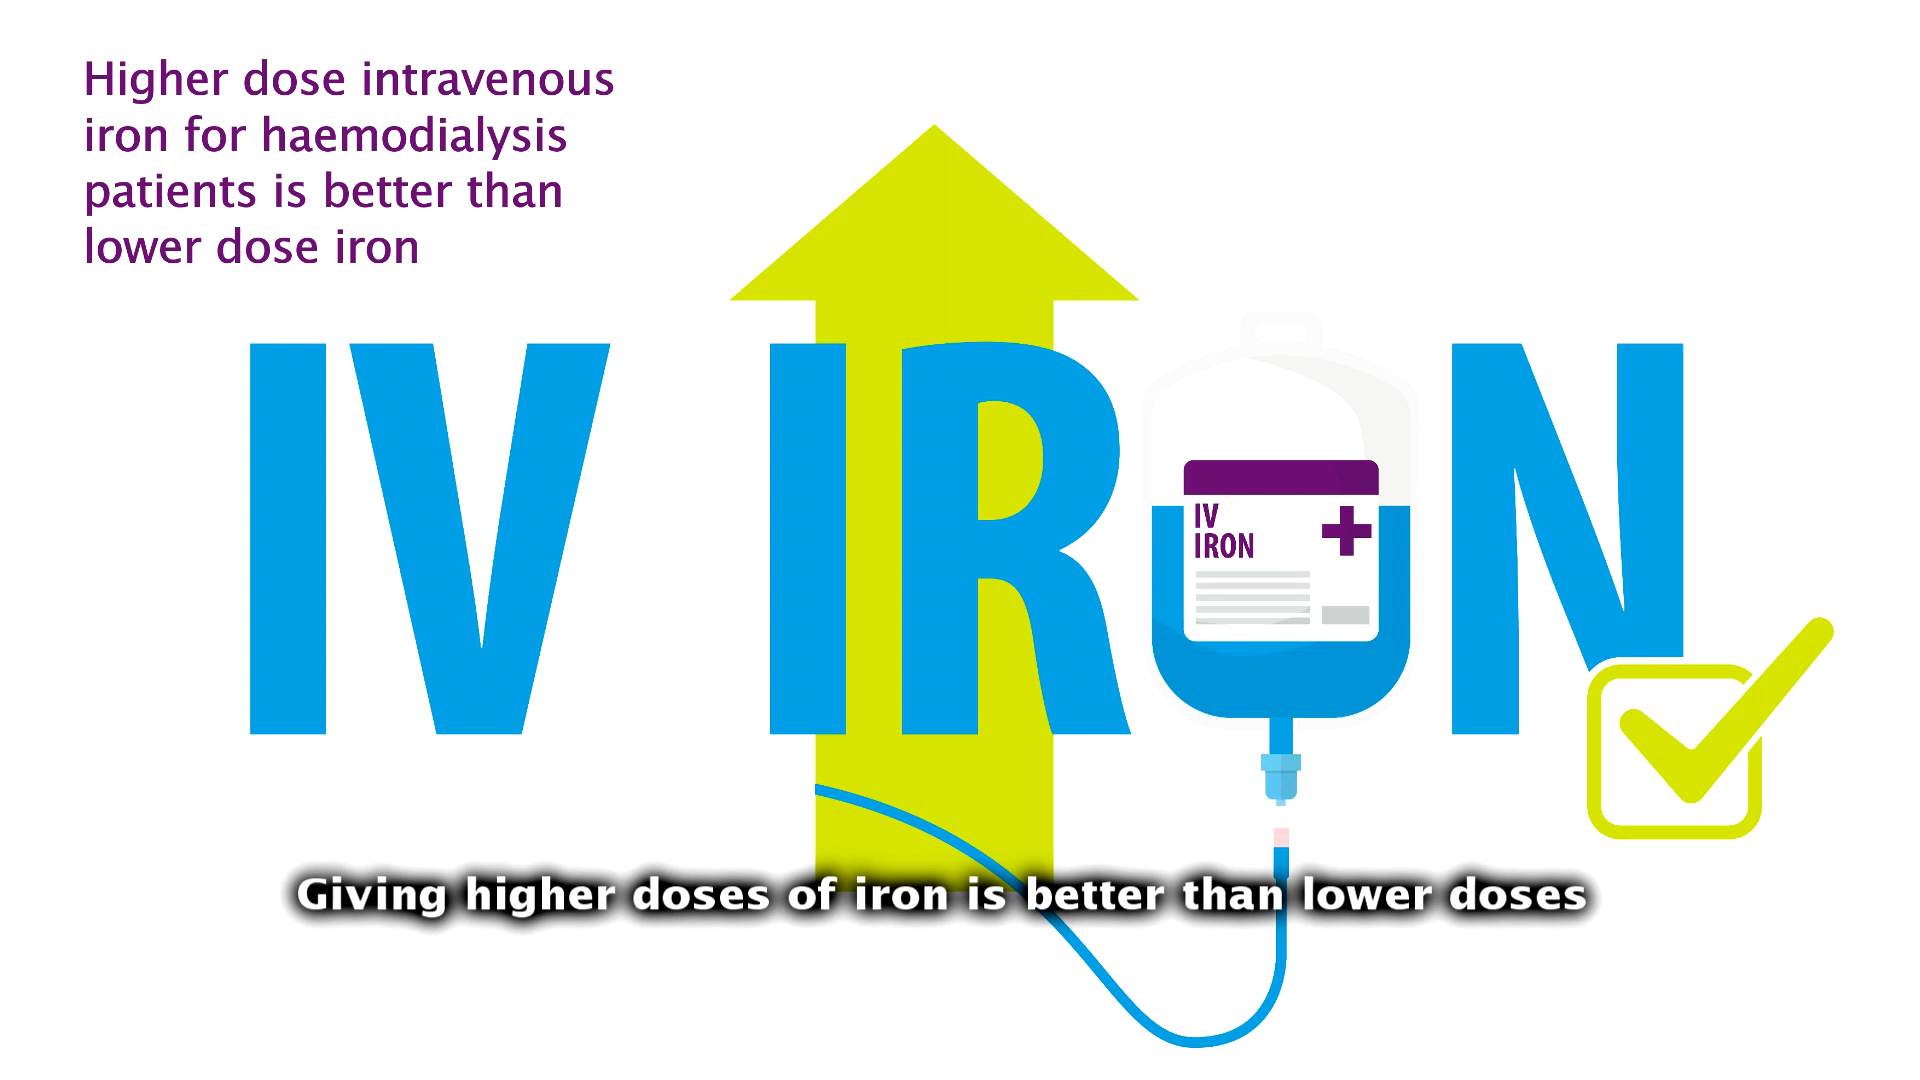 Higher dose intravenous
iron for haemodialysis
patients is better than
lower dose iron
IV IRN
IV
IRON
Giving higher doses of iron is better than lower doses